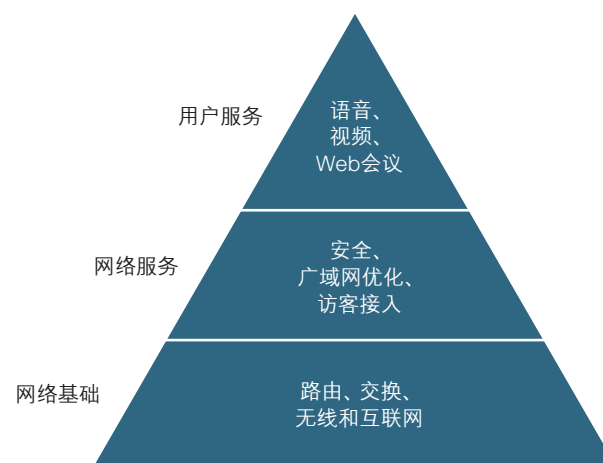 用户服务
语音、
视频、
Web会议
网络服务
安全、
广域网优化、
访客接入
网络基础
路由、交换、
无线和互联网